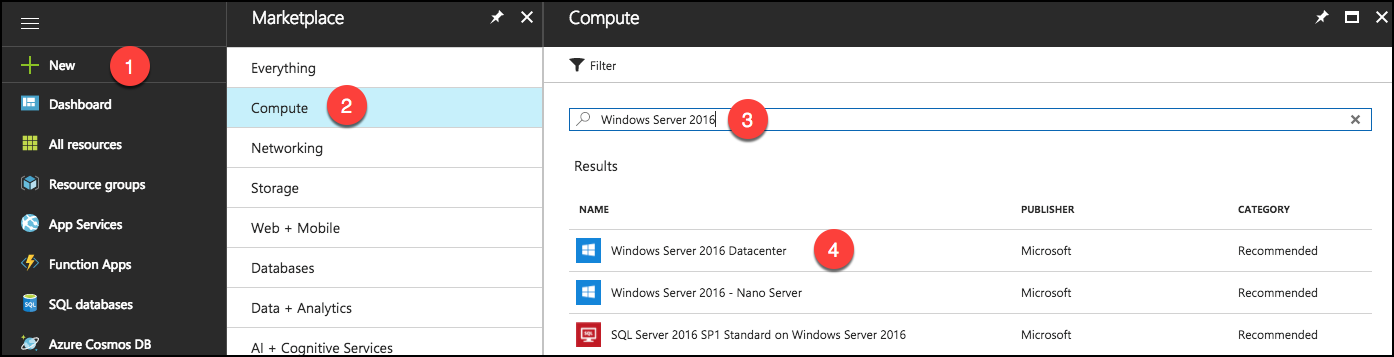 New
1
Dashboard
All resources
Resource groups
App Services
Function Apps
SQL databases
Azure Cosmos DB
Marketplace
Everything
Compute
2
Networking
Storage
Web + Mobile
Databases
Data + Analytics
AI + Cognitive Services
Compute
Filter
Windows Server 2016
3
Results
NAME PUBLISHER CATEGORY
Windows Server 2016 Datacenter 4 Microsoft Recommended
Windows Server 2016 - Nano Server Microsoft Recommended
SQL Server 2016 SP1 Standard on Windows Server 2016 Microsoft Recommended